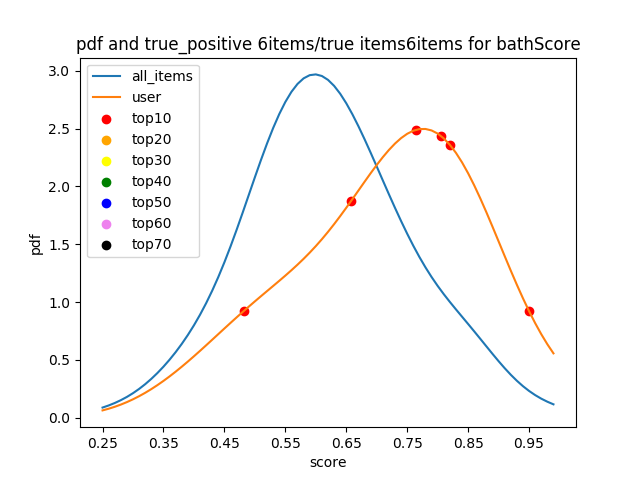 pdf and true_positive 6items/true items6items for bathScore
all_items
user
top10
top20
top30
top40
top50
top60
top70
3.0
2.5
2.0
1.5
1.0
0.5
0.0
pdf
0.25 0.35 0.45 0.55 0.65 0.75 0.85 0.95
score